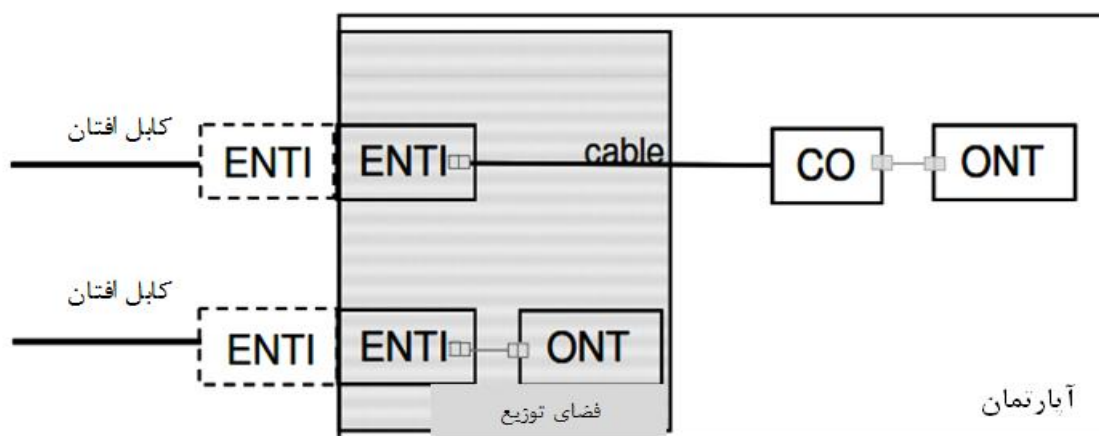 کابل افتان
ENTI
ENTI
cable
CO
ONT
کابل افتان
ENTI
ENTI
ONT
فضای توزیع
آپارتمان